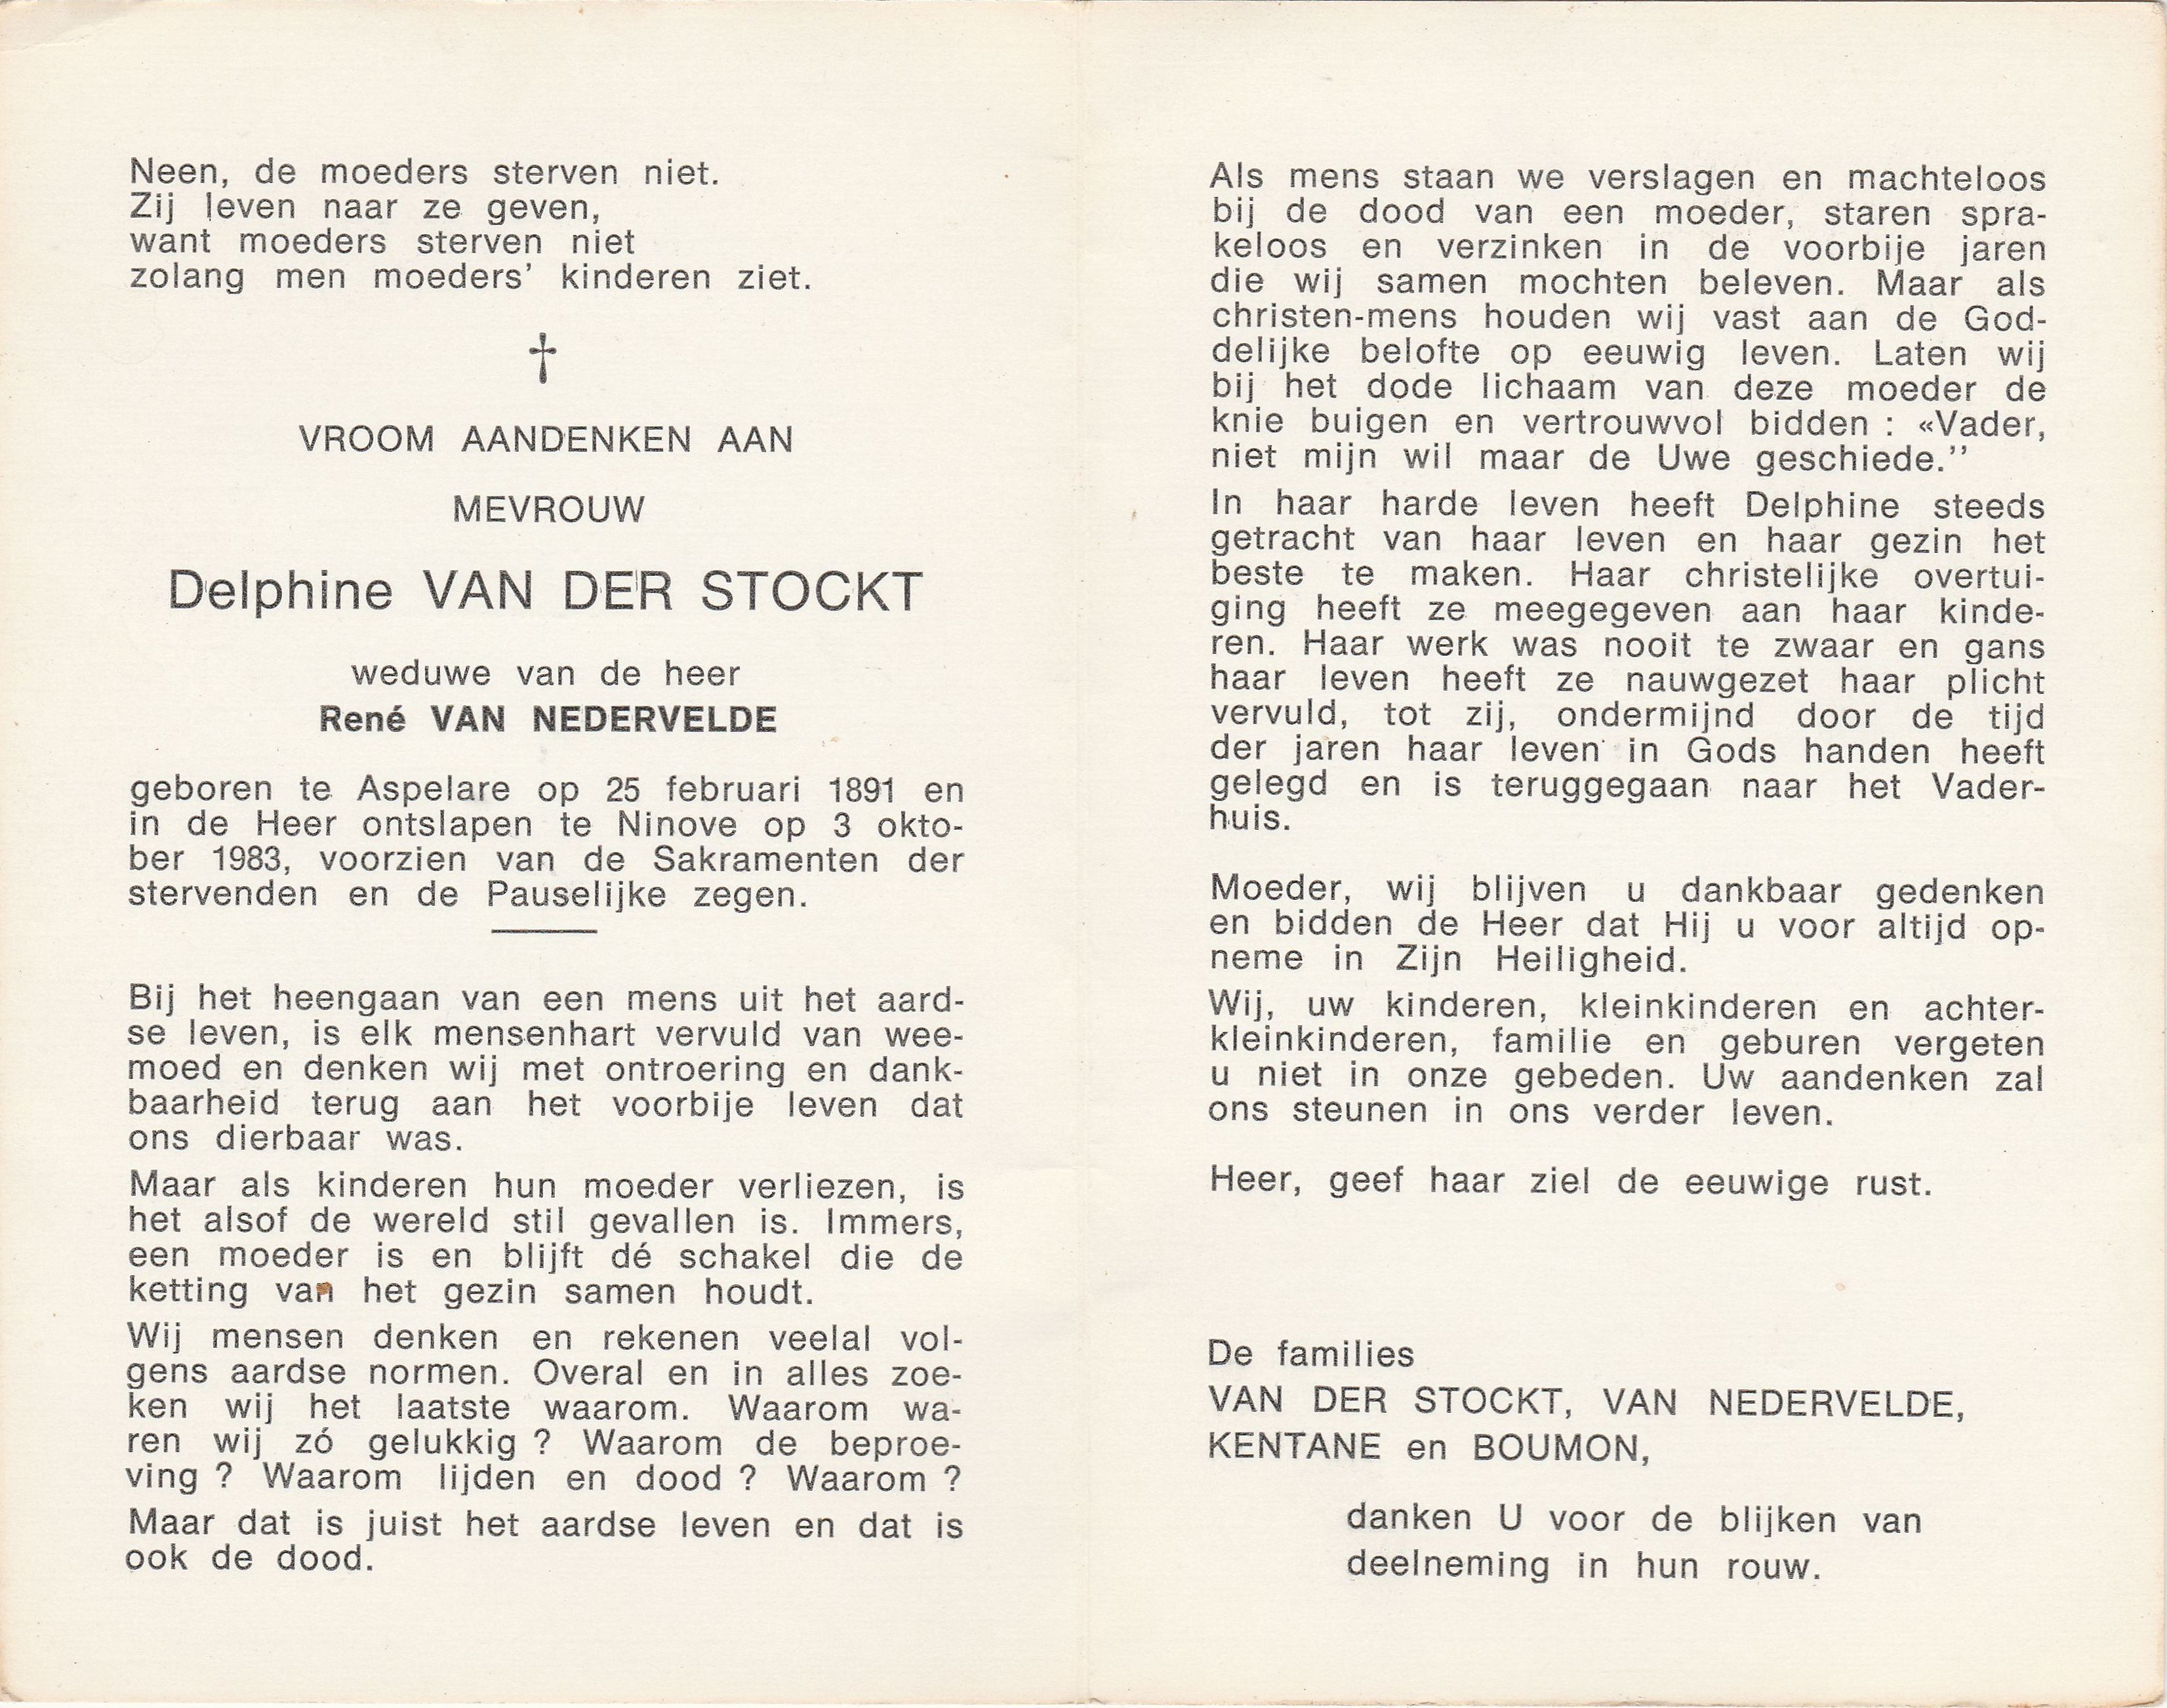 Neen, de moeders sterven niet.
Zij leven naar ze geven,
want moeders sterven niet
zolang men moeders' kinderen ziet.
†
VROOM AANDENKEN AAN
MEVROUW
Delphine VAN DER STOCKT
weduwe van de heer
René VAN NEDERVELDE
geboren te Aspelare op 25 februari 1891 en
in de Heer ontslapen te Ninove op 3 okto-
ber 1983, voorzien van de Sakramenten der
stervenden en de Pauselijke zegen.
Bij het heengaan van een mens uit het aard-
se leven, is elk mensenhart vervuld van wee-
moed en denken wij met ontroering en dank-
baarheid terug aan het voorbije leven dat
ons dierbaar was.
Maar als kinderen hun moeder verliezen, is
het alsof de wereld stil gevallen is. Immers,
een moeder is en blijft dé schakel die de
ketting van het gezin samen houdt.
Wij mensen denken en rekenen veelal vol-
gens aardse normen. Overal en in alles zoe-
ken wij het laatste waarom. Waarom wa-
ren wij zó gelukkig ? Waarom de beproe-
ving ? Waarom lijden en dood ? Waarom ?
Maar dat is juist het aardse leven en dat is
ook de dood.
Als mens staan we verslagen en machteloos
bij de dood van een moeder, staren spra-
keloos en verzinken in de voorbije jaren
die wij samen mochten beleven. Maar als
christen-mens houden wij vast aan de God-
delijke belofte op eeuwig leven. Laten wij
bij het dode lichaam van deze moeder de
knie buigen en vertrouwvol bidden : «Vader,
niet mijn wil maar de Uwe geschiede.''
In haar harde leven heeft Delphine steeds
getracht van haar leven en haar gezin het
beste te maken. Haar christelijke overtui-
ging heeft ze meegegeven aan haar kinde-
ren. Haar werk was nooit te zwaar en gans
haar leven heeft ze nauwgezet haar plicht
vervuld, tot zij, ondermijnd door de tijd
der jaren haar leven in Gods handen heeft
gelegd en is teruggegaan naar het Vader-
huis.
Moeder, wij blijven u dankbaar gedenken
en bidden de Heer dat Hij u voor altijd op-
neme in Zijn Heiligheid.
Wij, uw kinderen, kleinkinderen en achter-
kleinkinderen, familie en geburen vergeten
u niet in onze gebeden. Uw aandenken zal
ons steunen in ons verder leven.
Heer, geef haar ziel de eeuwige rust.
De families
VAN DER STOCKT, VAN NEDERVELDE,
KENTANE en BOUMON,
danken U voor de blijken van
deelneming in hun rouw.